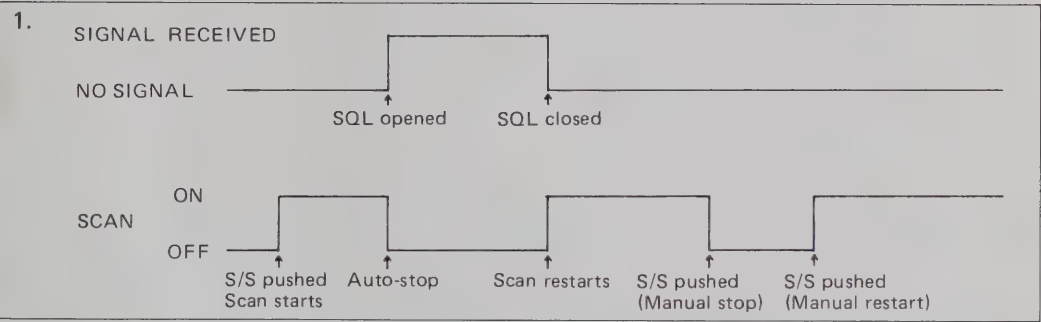 1.
SIGNAL RECEIVED
NO SIGNAL
SQL opened
SQL closed
ON
SCAN
OFF
S/S pushed
Scan starts
Auto-stop
Scan restarts
S/S pushed
(Manual stop)
S/S pushed
(Manual restart)